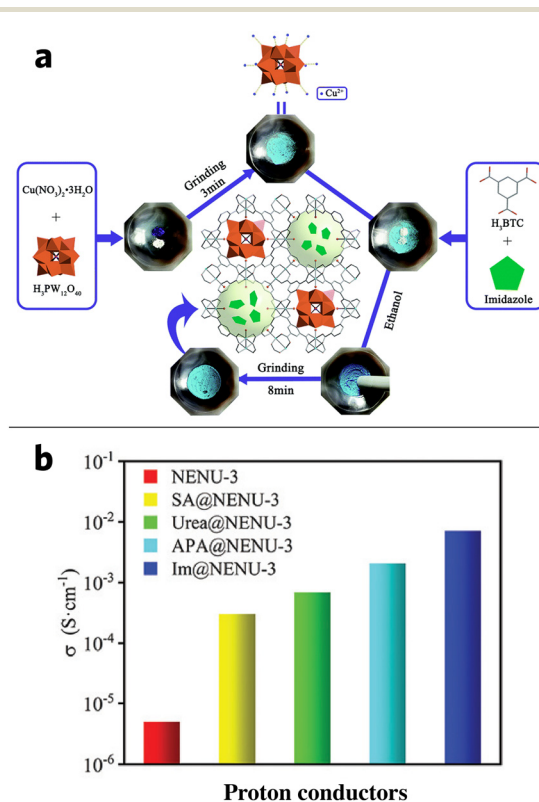 a
• Cu²⁺
Grinding
3min
Cu(NO₃)₂•3H₂O
+
H₃PW₁₂O₄₀
H₃BTC
+
Imidazole
Ethanol
Grinding
8min
b
10⁻¹
10⁻²
10⁻³
10⁻⁴
10⁻⁵
10⁻⁶
σ (S·cm⁻¹)
NENU-3
SA@NENU-3
Urea@NENU-3
APA@NENU-3
Im@NENU-3
Proton conductors